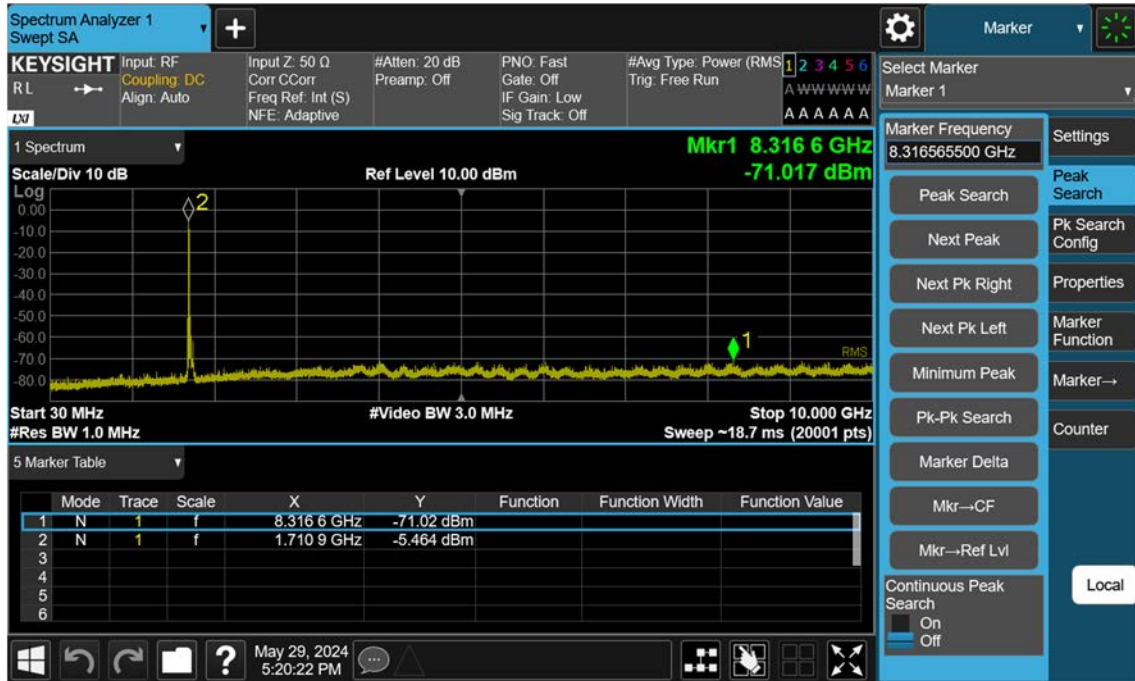 Spectrum Analyzer 1
Swept SA
+
Marker
KEYSIGHT
R L
LXI
Input: RF
Coupling: DC
Align: Auto
Input Z: 50 Ω
Corr CCorr
Freq Ref: Int (S)
NFE: Adaptive
#Atten: 20 dB
Preamp: Off
PNO: Fast
Gate: Off
IF Gain: Low
Sig Track: Off
#Avg Type: Power (RMS
Trig: Free Run
1 2 3 4 5 6
A W W W W W
A A A A A A
Select Marker
Marker 1
1 Spectrum
Mkr1 8.316 6 GHz
Scale/Div 10 dB
Ref Level 10.00 dBm
-71.017 dBm
Log
0.00
-10.0
-20.0
-30.0
-40.0
-50.0
-60.0
-70.0
-80.0
2
1
RMS
Start 30 MHz
#Video BW 3.0 MHz
Stop 10.000 GHz
#Res BW 1.0 MHz
Sweep ~18.7 ms (20001 pts)
5 Marker Table
Mode Trace Scale X Y Function Function Width Function Value
1 N 1 f 8.316 6 GHz -71.02 dBm
2 N 1 f 1.710 9 GHz -5.464 dBm
3
4
5
6
?
May 29, 2024
5:20:22 PM
Marker Frequency
8.316565500 GHz
Peak Search
Next Peak
Next Pk Right
Next Pk Left
Minimum Peak
Pk-Pk Search
Marker Delta
Mkr→CF
Mkr→Ref Lvl
Continuous Peak
Search
On
Off
Settings
Peak
Search
Pk Search
Config
Properties
Marker
Function
Marker→
Counter
Local